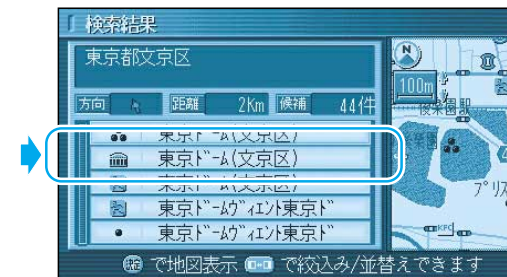 検索結果
東京都文京区
方向 距離 2Km 候補 44件
東京ﾄﾞｰﾑ(文京区)
東京ﾄﾞｰﾑ(文京区)
東京ﾄﾞｰﾑ(文京区)
東京ﾄﾞｰﾑｳﾞｨｴﾝﾄ東京ﾄﾞ
東京ﾄﾞｰﾑｳﾞｨｴﾝﾄ東京ﾄﾞ
決定 で地図表示 で絞込み/並替えできます
N
100m
後楽園駅
ﾌﾟﾘｽﾞ
KFC